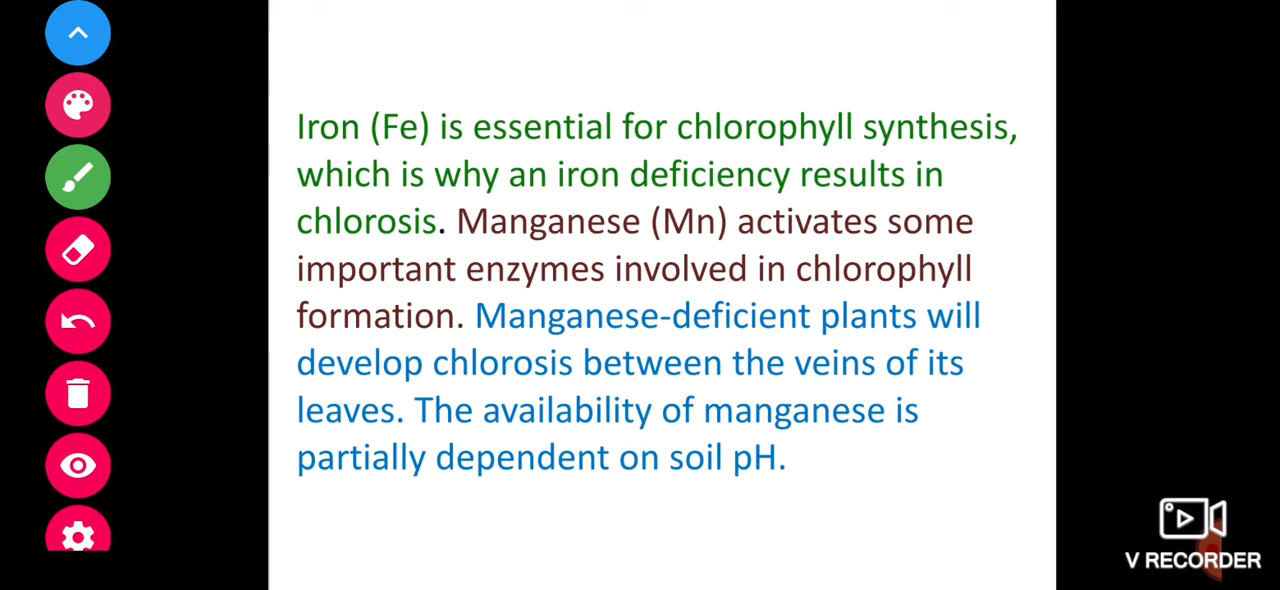 Iron (Fe) is essential for chlorophyll synthesis,
which is why an iron deficiency results in
chlorosis. Manganese (Mn) activates some
important enzymes involved in chlorophyll
formation. Manganese-deficient plants will
develop chlorosis between the veins of its
leaves. The availability of manganese is
partially dependent on soil pH.
V RECORDER